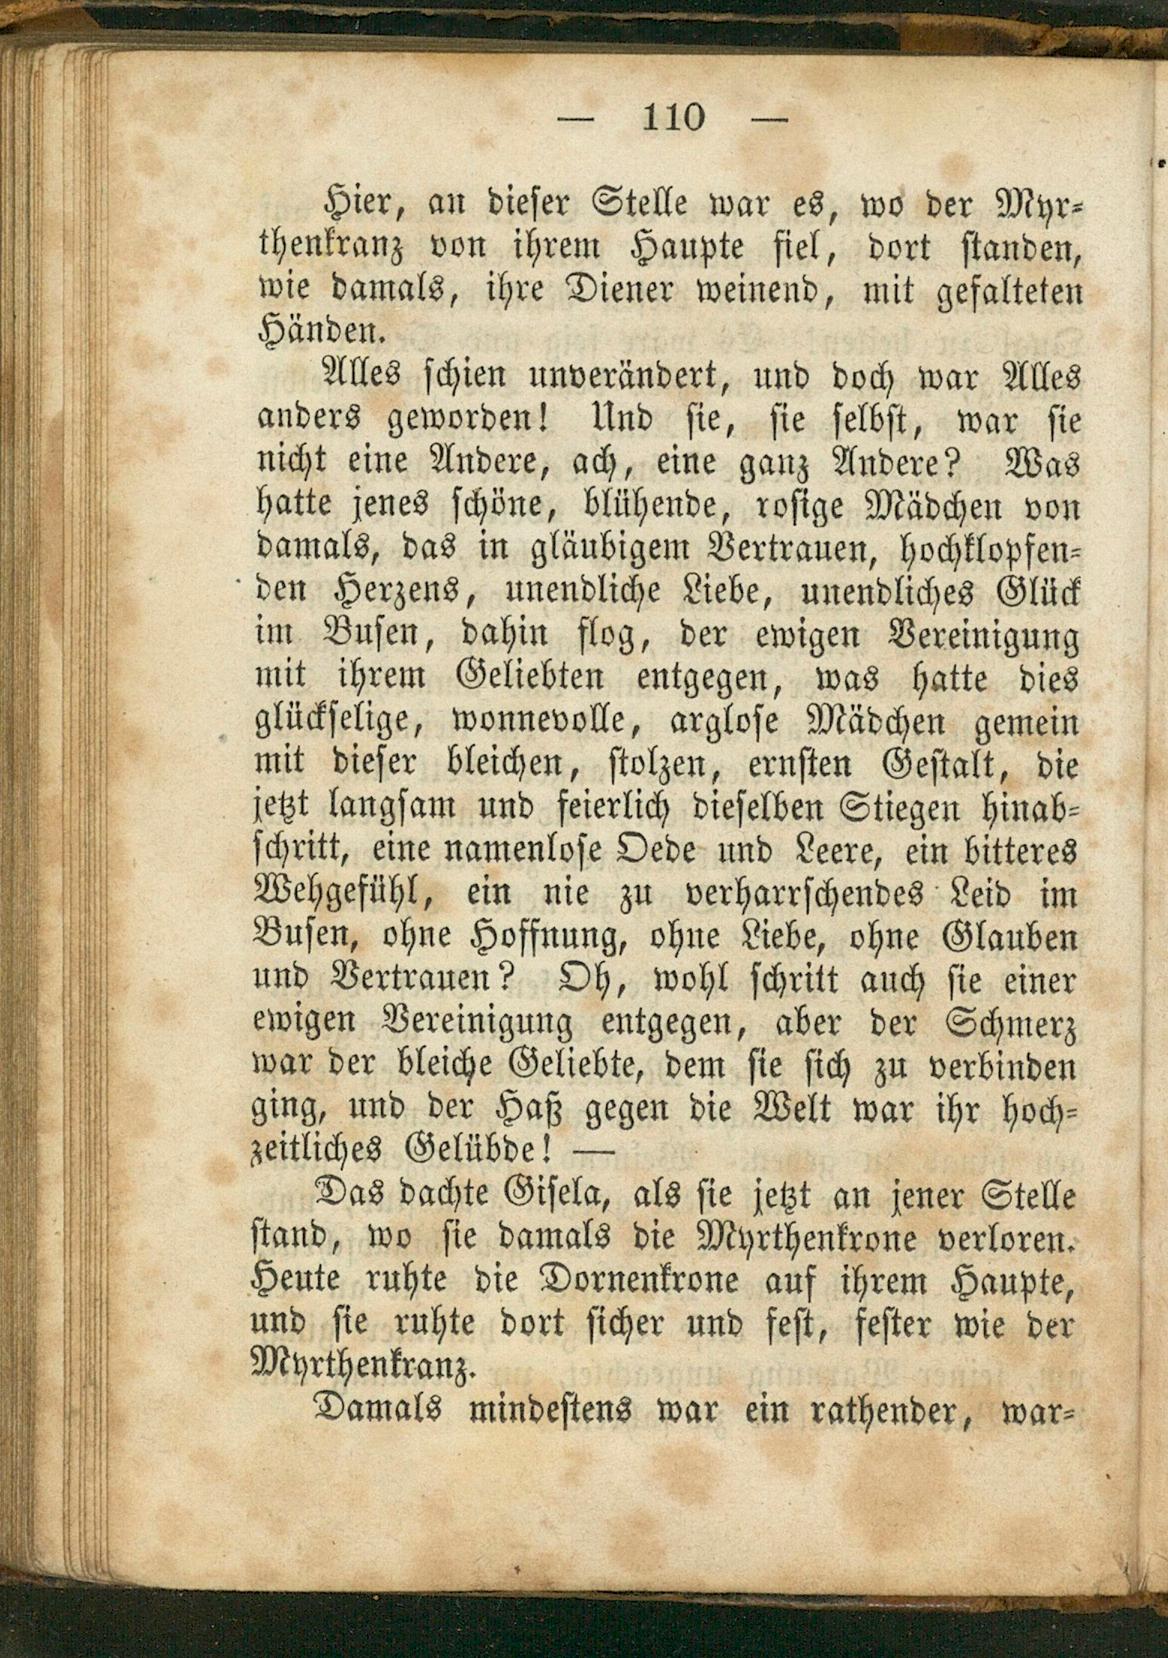 — 110 —
Hier, an dieser Stelle war es, wo der Myr-
thenkranz von ihrem Haupte fiel, dort standen,
wie damals, ihre Diener weinend, mit gefalteten
Händen.
Alles schien unverändert, und doch war Alles
anders geworden! Und sie, sie selbst, war sie
nicht eine Andere, ach, eine ganz Andere? Was
hatte jenes schöne, blühende, rosige Mädchen von
damals, das in gläubigem Vertrauen, hochklopfen-
den Herzens, unendliche Liebe, unendliches Glück
im Busen, dahin flog, der ewigen Vereinigung
mit ihrem Geliebten entgegen, was hatte dies
glückselige, wonnevolle, arglose Mädchen gemein
mit dieser bleichen, stolzen, ernsten Gestalt, die
jetzt langsam und feierlich dieselben Stiegen hinab-
schritt, eine namenlose Oede und Leere, ein bitteres
Wehgefühl, ein nie zu verharrschendes Leid im
Busen, ohne Hoffnung, ohne Liebe, ohne Glauben
und Vertrauen? Oh, wohl schritt auch sie einer
ewigen Vereinigung entgegen, aber der Schmerz
war der bleiche Geliebte, dem sie sich zu verbinden
ging, und der Haß gegen die Welt war ihr hoch-
zeitliches Gelübde! —
Das dachte Gisela, als sie jetzt an jener Stelle
stand, wo sie damals die Myrthenkrone verloren.
Heute ruhte die Dornenkrone auf ihrem Haupte,
und sie ruhte dort sicher und fest, fester wie der
Myrthenkranz.
Damals mindestens war ein rathender, war-